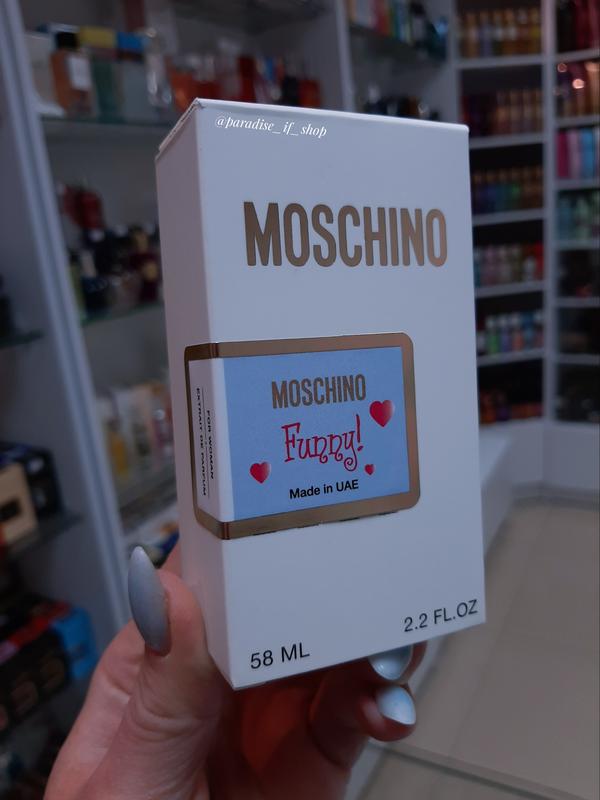 @paradise_if_shop
MOSCHINO
MOSCHINO
Funny!
Made in UAE
FOR WOMAN
EXTRAIT DE PARFUM
58 ML
2.2 FL.OZ